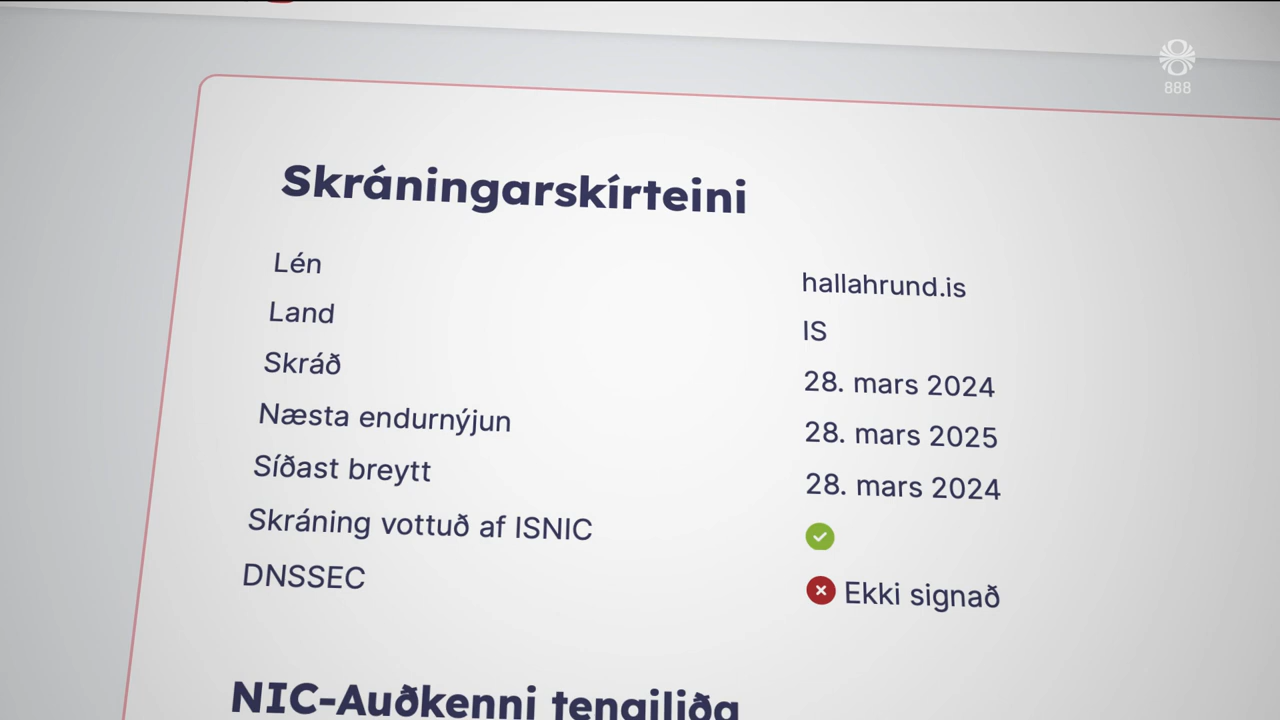 888
Skráningarskírteini
Lén hallahrund.is
Land IS
Skráð 28. mars 2024
Næsta endurnýjun 28. mars 2025
Síðast breytt 28. mars 2024
Skráning vottuð af ISNIC
DNSSEC Ekki signað
NIC-Auðkenni tengiliða